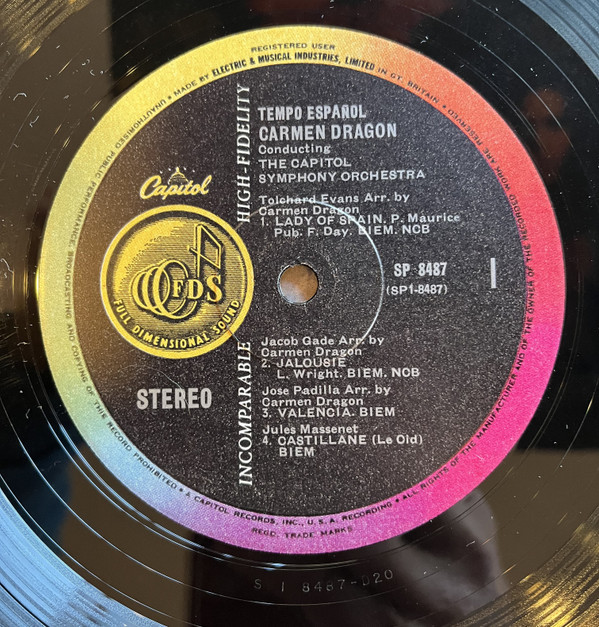 REGISTERED USER
UNAUTHORISED PUBLIC PERFORMANCE, BROADCASTING AND COPYING OF THIS RECORD PROHIBITED • MADE BY ELECTRIC & MUSICAL INDUSTRIES, LIMITED IN GT. BRITAIN. • ALL RIGHTS OF THE MANUFACTURER AND OF THE OWNER OF THE RECORDED WORK ARE RESERVED
TEMPO ESPAÑOL
CARMEN DRAGON
Conducting
THE CAPITOL
SYMPHONY ORCHESTRA
Tolchard Evans Arr. by
Carmen Dragon
1. LADY OF SPAIN. P. Maurice
Pub. F. Day. BIEM. NCB
Capitol
INCOMPARABLE HIGH-FIDELITY
FDS
FULL DIMENSIONAL SOUND
SP 8487
(SP1-8487)
1
STEREO
Jacob Gade Arr. by
Carmen Dragon
2. JALOUSIE
L. Wright. BIEM. NCB
Jose Padilla Arr. by
Carmen Dragon
3. VALENCIA. BIEM
Jules Massenet
4. CASTILLANE (Le Old)
BIEM
• A CAPITOL RECORDS, INC., U.S.A. RECORDING •
REGD. TRADE MARKS
S 1 8487-D20